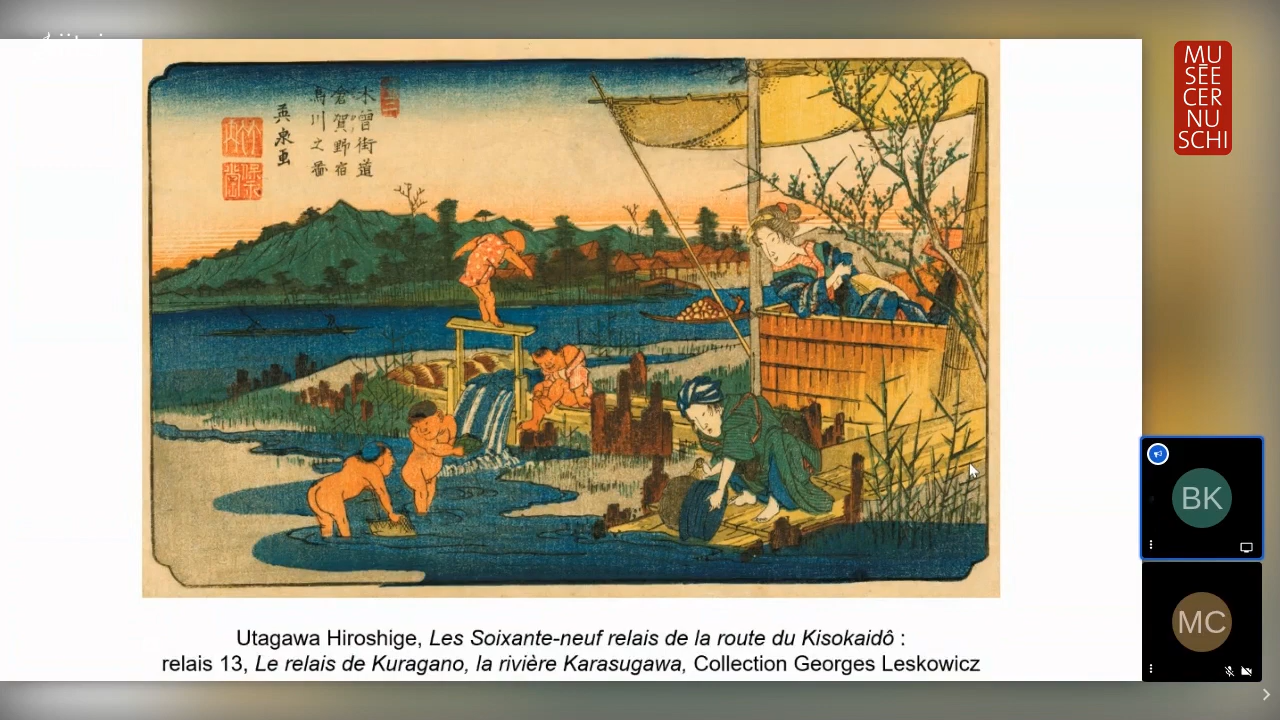 木曽街道
倉賀野宿
烏川之図
英泉画
MU
SÉE
CER
NU
SCHI
BK
MC
Utagawa Hiroshige, Les Soixante-neuf relais de la route du Kisokaidô :
relais 13, Le relais de Kuragano, la rivière Karasugawa, Collection Georges Leskowicz